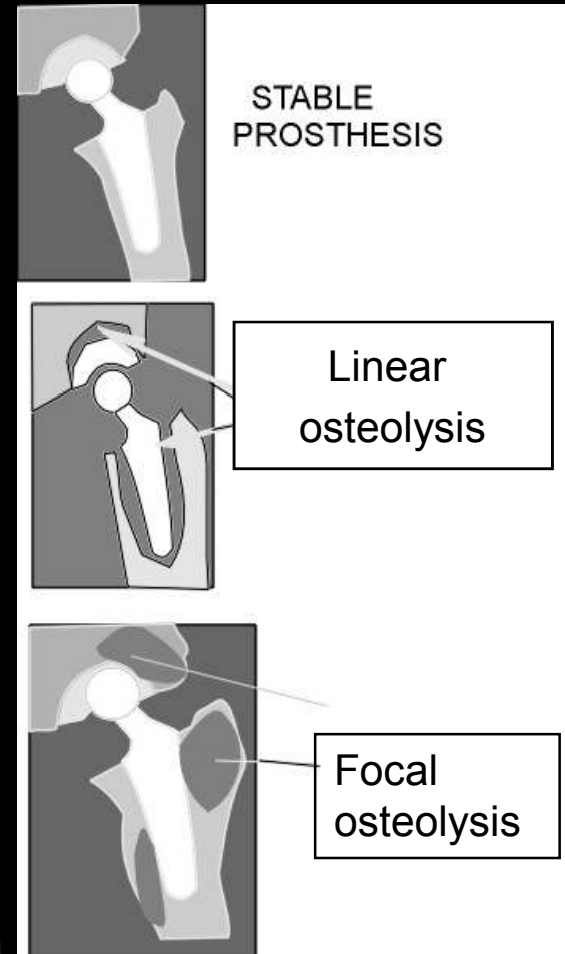 STABLE
PROSTHESIS
Linear
osteolysis
Focal
osteolysis